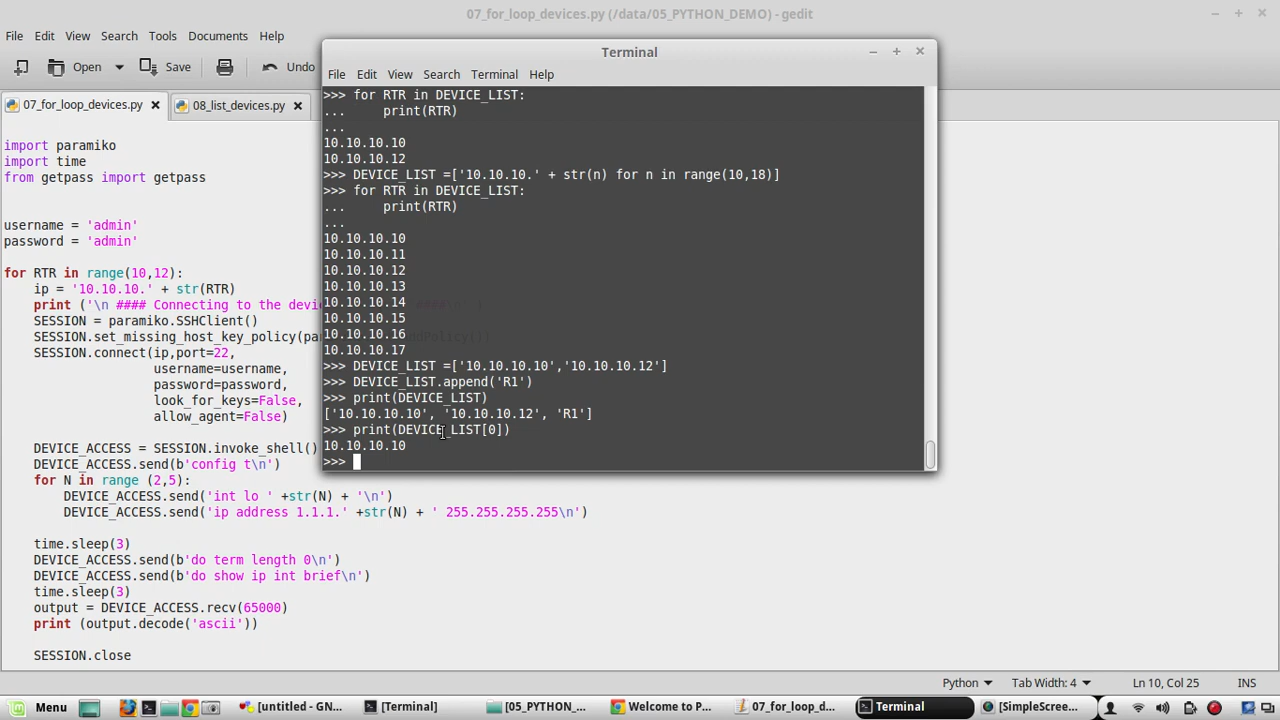 07_for_loop_devices.py (/data/05_PYTHON_DEMO) - gedit
File Edit View Search Tools Documents Help
Open Save Undo
07_for_loop_devices.py 08_list_devices.py
import paramiko
import time
from getpass import getpass
username = 'admin'
password = 'admin'
for RTR in range(10,12):
ip = '10.10.10.' + str(RTR)
print ('\n #### Connecting to the devi
SESSION = paramiko.SSHClient()
SESSION.set_missing_host_key_policy(pa
SESSION.connect(ip,port=22,
username=username,
password=password,
look_for_keys=False,
allow_agent=False)
DEVICE_ACCESS = SESSION.invoke_shell()
DEVICE_ACCESS.send(b'config t\n')
for N in range (2,5):
DEVICE_ACCESS.send('int lo ' +str(N) + '\n')
DEVICE_ACCESS.send('ip address 1.1.1.' +str(N) + ' 255.255.255.255\n')
time.sleep(3)
DEVICE_ACCESS.send(b'do term length 0\n')
DEVICE_ACCESS.send(b'do show ip int brief\n')
time.sleep(3)
output = DEVICE_ACCESS.recv(65000)
print (output.decode('ascii'))
SESSION.close
Terminal
File Edit View Search Terminal Help
>>> for RTR in DEVICE_LIST:
... print(RTR)
...
10.10.10.10
10.10.10.12
>>> DEVICE_LIST =['10.10.10.' + str(n) for n in range(10,18)]
>>> for RTR in DEVICE_LIST:
... print(RTR)
...
10.10.10.10
10.10.10.11
10.10.10.12
10.10.10.13
10.10.10.14
10.10.10.15
10.10.10.16
10.10.10.17
>>> DEVICE_LIST =['10.10.10.10','10.10.10.12']
>>> DEVICE_LIST.append('R1')
>>> print(DEVICE_LIST)
['10.10.10.10', '10.10.10.12', 'R1']
>>> print(DEVICE_LIST[0])
10.10.10.10
>>>
Python Tab Width: 4 Ln 10, Col 25 INS
Menu [untitled - GN... [Terminal] [05_PYTHON_... Welcome to P... 07_for_loop_d... Terminal [SimpleScree...